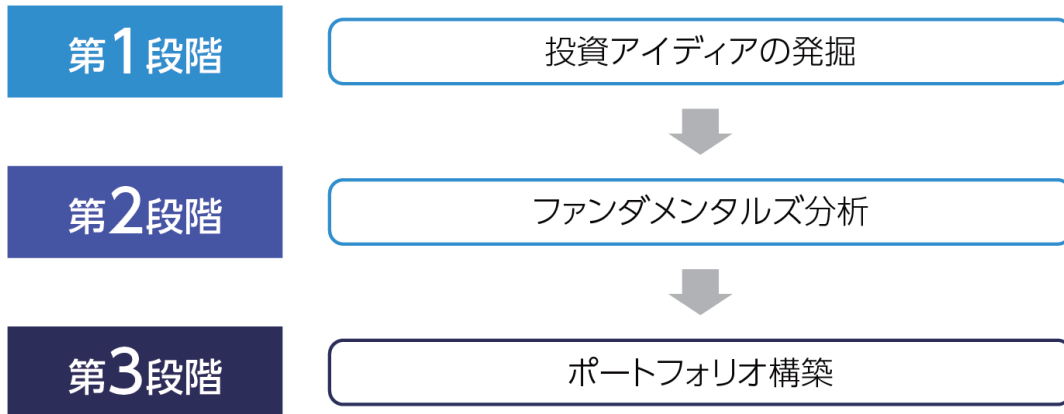 第1段階
投資アイディアの発掘
第2段階
ファンダメンタルズ分析
第3段階
ポートフォリオ構築